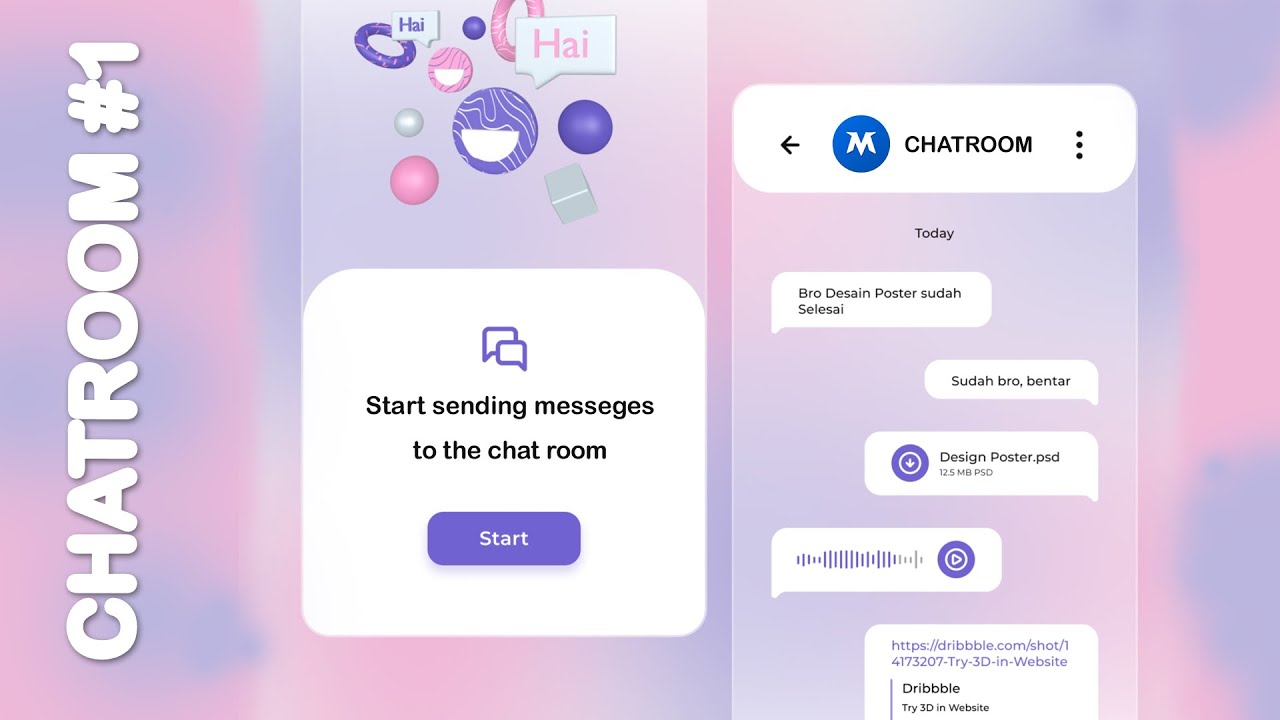 CHATROOM #1
Hai
Hai
Start sending messeges
to the chat room
Start
M CHATROOM
Today
Bro Desain Poster sudah
Selesai
Sudah bro, bentar
Design Poster.psd
12.5 MB PSD
https://dribbble.com/shot/1
4173207-Try-3D-in-Website
Dribbble
Try 3D in Website